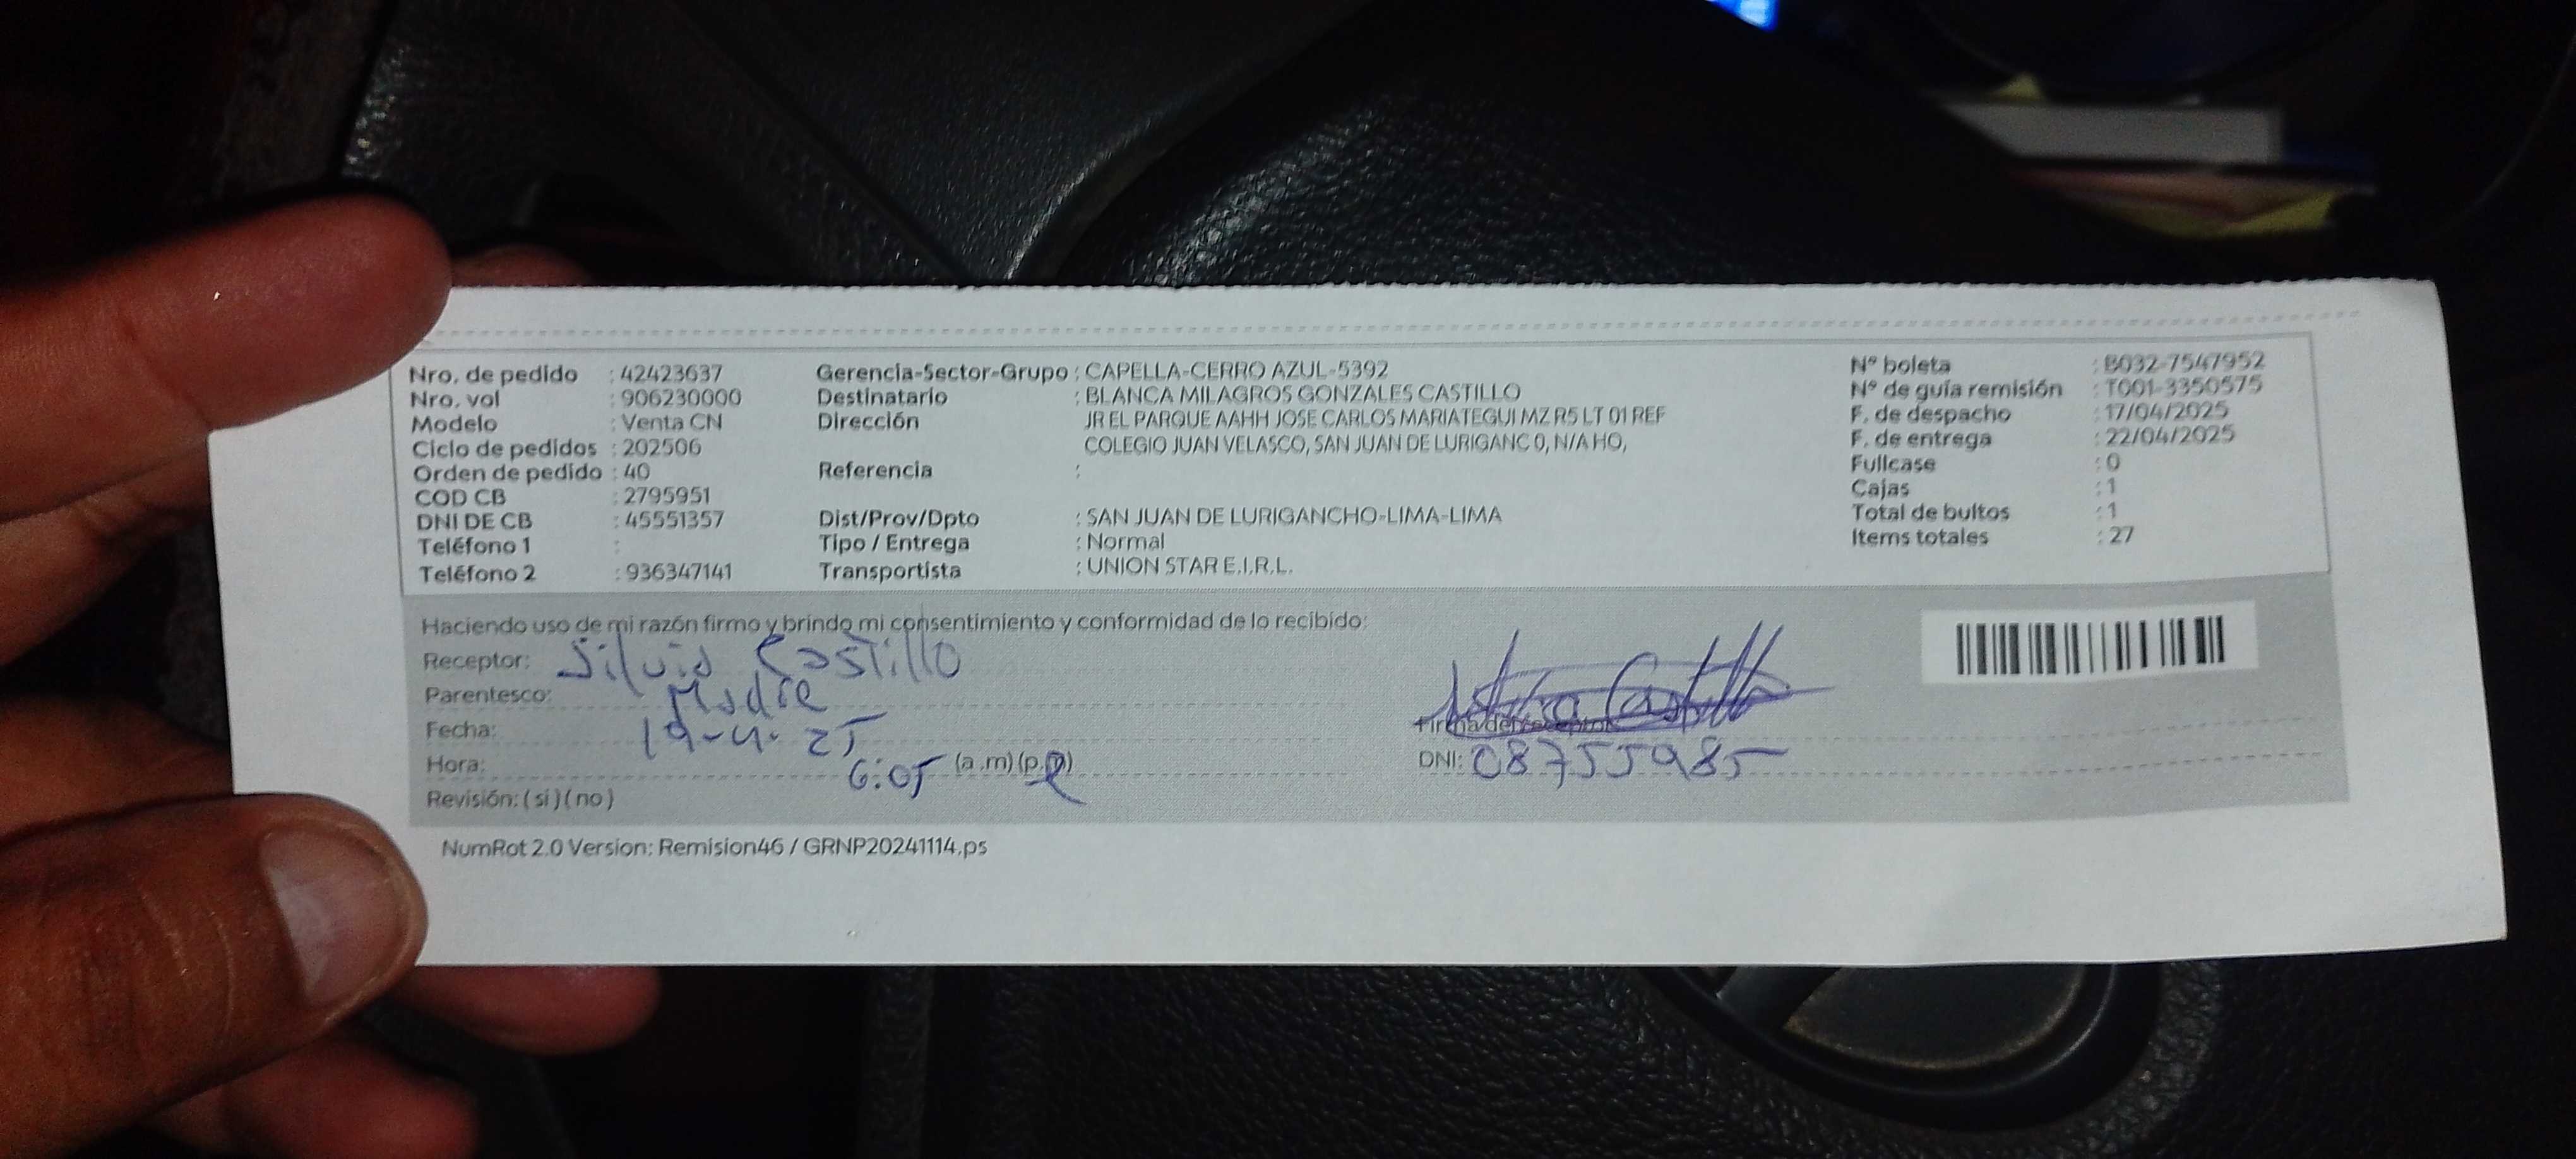 Nro. de pedido : 42423637
Nro. vol : 906230000
Modelo : Venta CN
Ciclo de pedidos : 202506
Orden de pedido : 40
COD CB : 2795951
DNI DE CB : 45551357
Teléfono 1 :
Teléfono 2 : 936347141
Gerencia-Sector-Grupo : CAPELLA-CERRO AZUL-5392
Destinatario : BLANCA MILAGROS GONZALES CASTILLO
Dirección JR EL PARQUE AAHH JOSE CARLOS MARIATEGUI MZ R5 LT 01 REF
COLEGIO JUAN VELASCO, SAN JUAN DE LURIGANC 0, N/A HO,
Referencia :
Dist/Prov/Dpto : SAN JUAN DE LURIGANCHO-LIMA-LIMA
Tipo / Entrega : Normal
Transportista : UNION STAR E.I.R.L.
Nº boleta : B032-7547952
Nº de guía remisión : T001-3350575
F. de despacho : 17/04/2025
F. de entrega : 22/04/2025
Fullcase : 0
Cajas : 1
Total de bultos : 1
Items totales : 27
Haciendo uso de mi razón firmo y brindo mi consentimiento y conformidad de lo recibido:
Receptor: Silvia Castillo
Parentesco: Madre
Fecha: 19-4-25
Hora: 6:05 (a.m) (p.m)
Revisión: ( si ) ( no )
Silvia Castillo
Firma del receptor
DNI: 08755985
NumRot 2.0 Version: Remision46 / GRNP20241114.ps